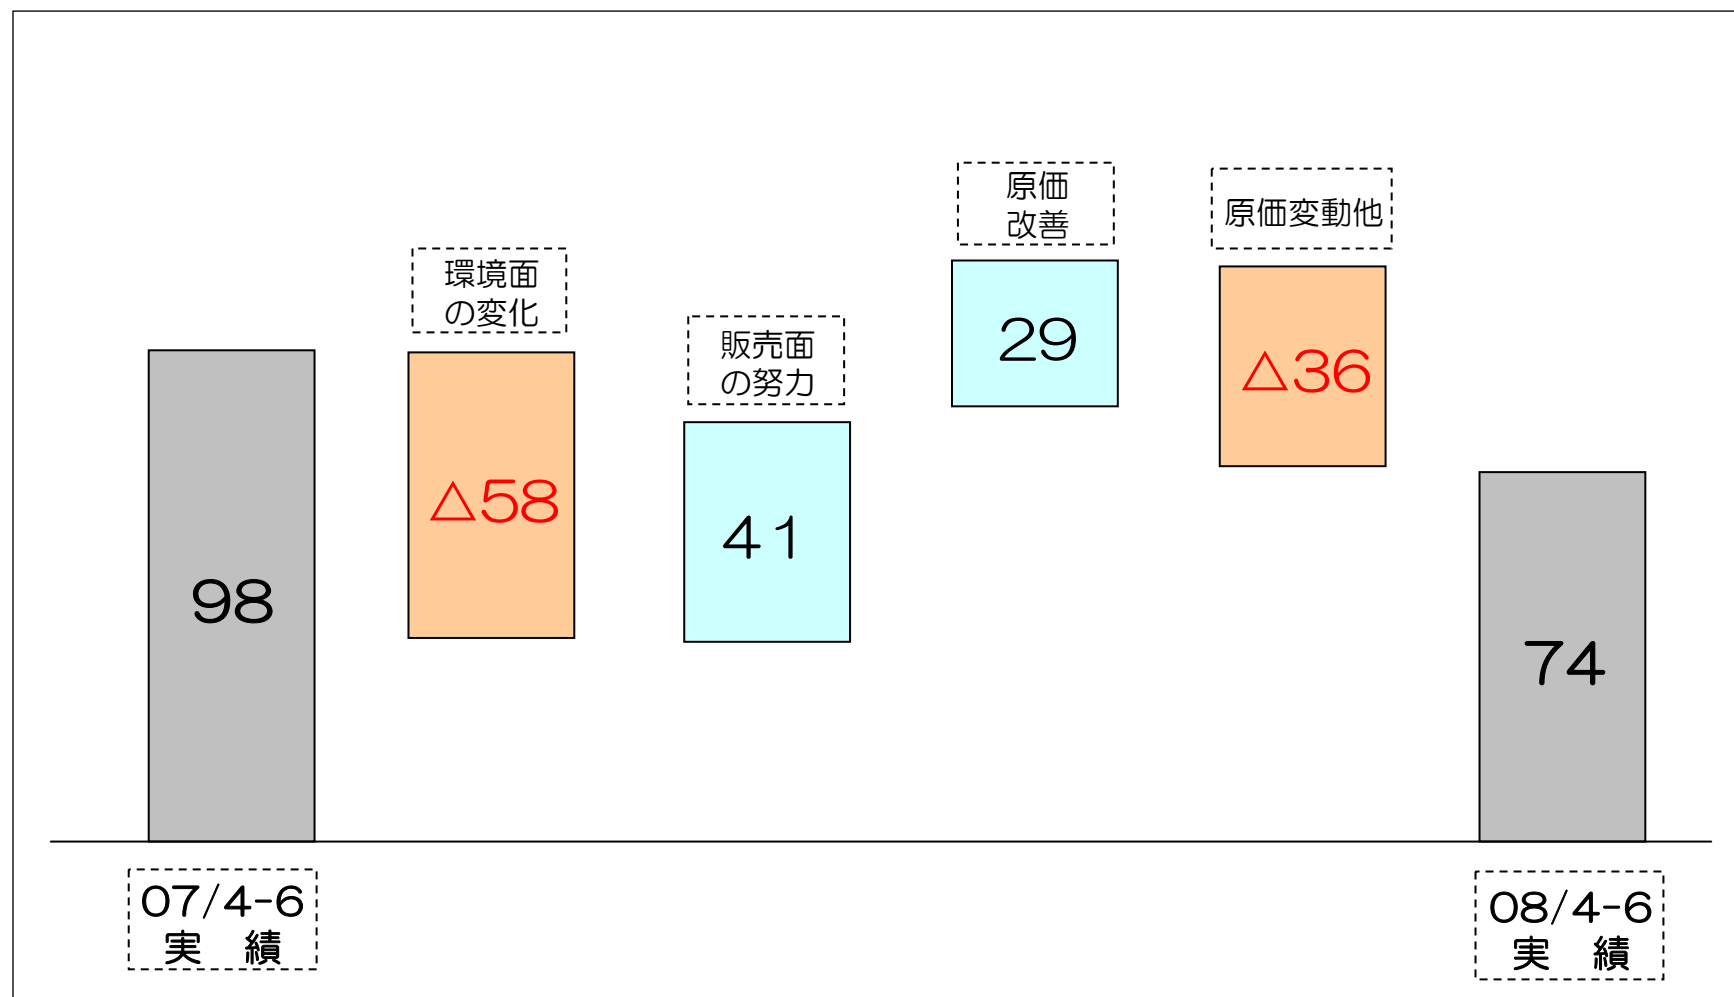 原価
改善
原価変動他
環境面
の変化
販売面
の努力
29
△36
△58
41
98
74
07/4-6
実 績
08/4-6
実 績